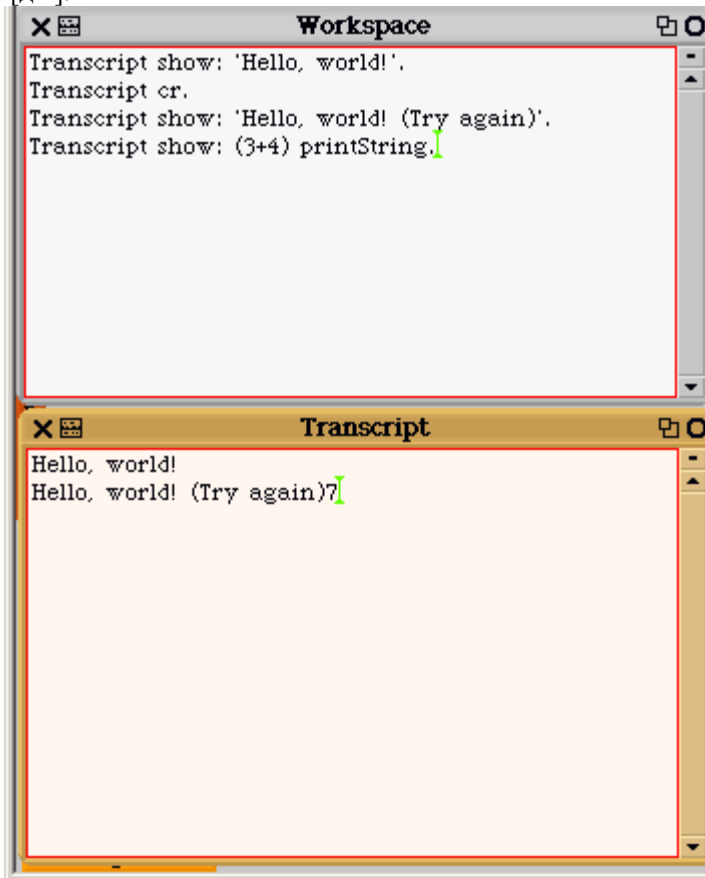 Workspace
Transcript show: 'Hello, world!'.
Transcript cr.
Transcript show: 'Hello, world! (Try again)'.
Transcript show: (3+4) printString.
Transcript
Hello, world!
Hello, world! (Try again)7